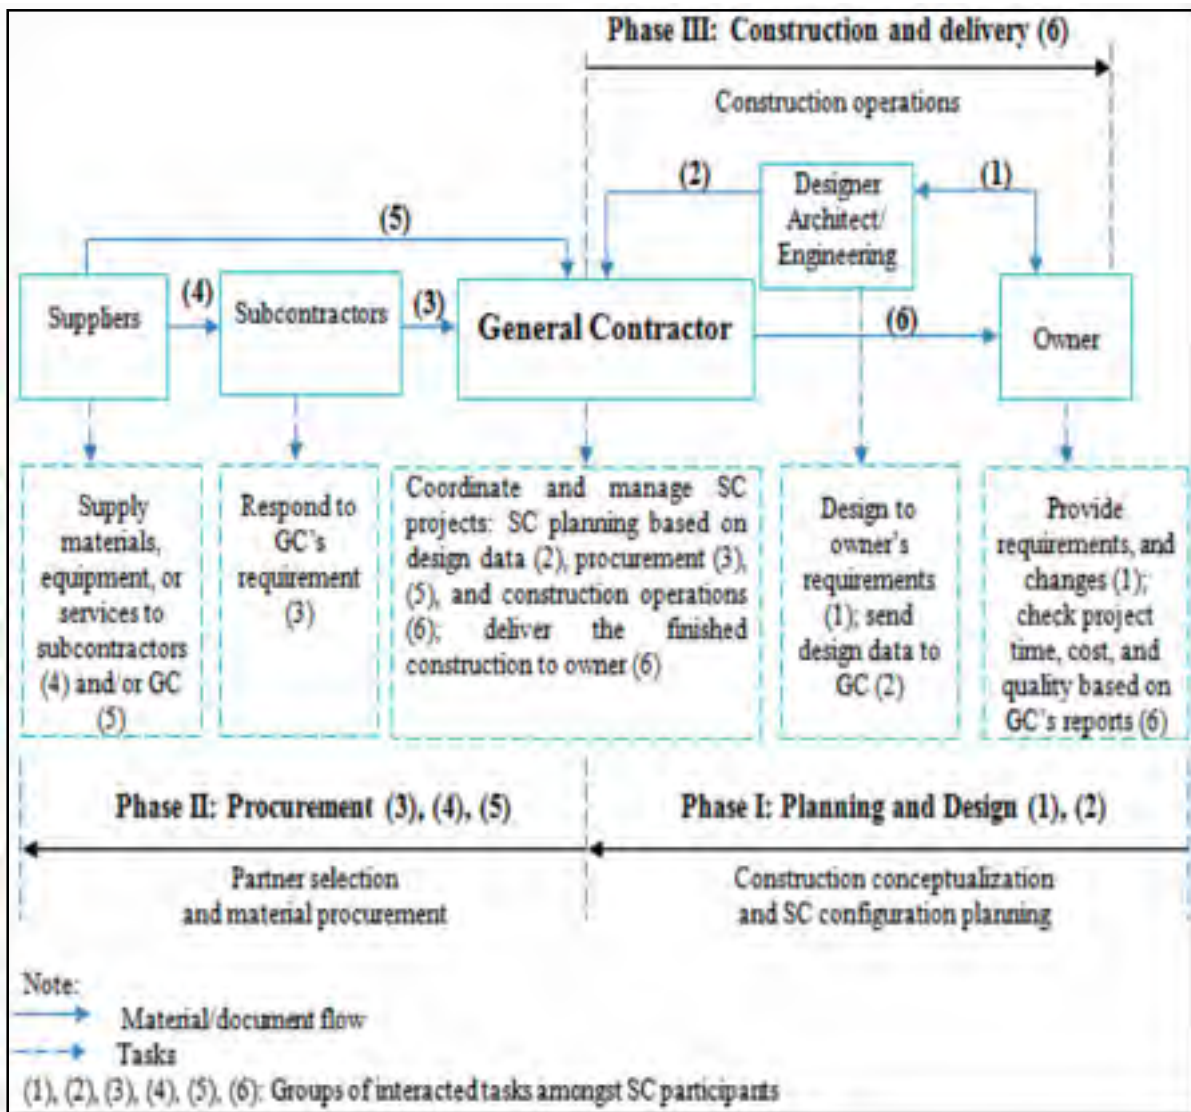 Phase III: Construction and delivery (6)
Construction operations
(2)
Designer
Architect/
Engineering
(1)
(5)
Suppliers
(4)
Subcontractors
(3)
General Contractor
(6)
Owner
Supply
materials,
equipment, or
services to
subcontractors
(4) and/or GC
(5)
Respond to
GC's
requirement
(3)
Coordinate and manage SC
projects: SC planning based on
design data (2), procurement (3),
(5), and construction operations
(6); deliver the finished
construction to owner (6)
Design to
owner's
requirements
(1); send
design data to
GC (2)
Provide
requirements, and
changes (1);
check project
time, cost, and
quality based on
GC's reports (6)
Phase II: Procurement (3), (4), (5)
Phase I: Planning and Design (1), (2)
Partner selection
and material procurement
Construction conceptualization
and SC configuration planning
Note:
Material/document flow
Tasks
(1), (2), (3), (4), (5), (6): Groups of interacted tasks amongst SC participants